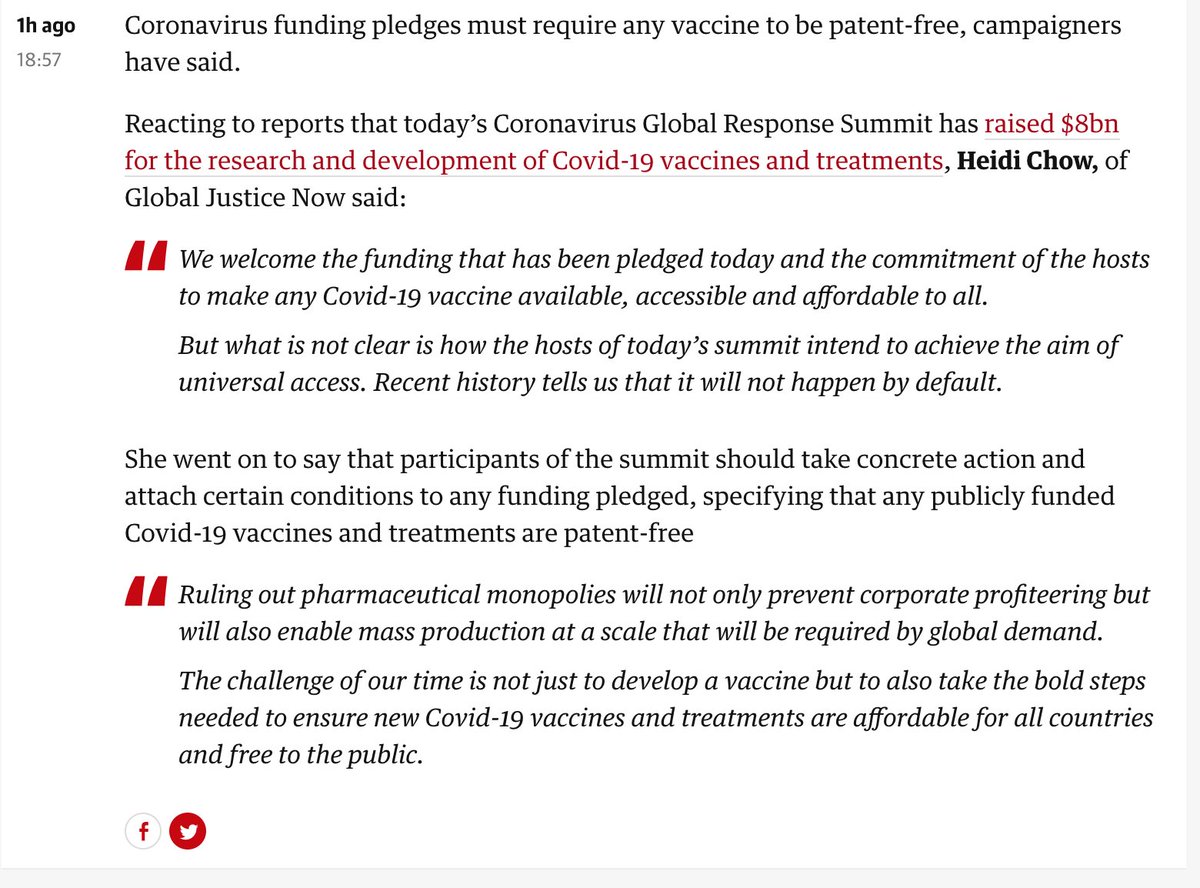 1h ago
18:57
Coronavirus funding pledges must require any vaccine to be patent-free, campaigners
have said.
Reacting to reports that today’s Coronavirus Global Response Summit has raised $8bn
for the research and development of Covid-19 vaccines and treatments, Heidi Chow, of
Global Justice Now said:
We welcome the funding that has been pledged today and the commitment of the hosts
to make any Covid-19 vaccine available, accessible and affordable to all.
But what is not clear is how the hosts of today’s summit intend to achieve the aim of
universal access. Recent history tells us that it will not happen by default.
She went on to say that participants of the summit should take concrete action and
attach certain conditions to any funding pledged, specifying that any publicly funded
Covid-19 vaccines and treatments are patent-free
Ruling out pharmaceutical monopolies will not only prevent corporate profiteering but
will also enable mass production at a scale that will be required by global demand.
The challenge of our time is not just to develop a vaccine but to also take the bold steps
needed to ensure new Covid-19 vaccines and treatments are affordable for all countries
and free to the public.